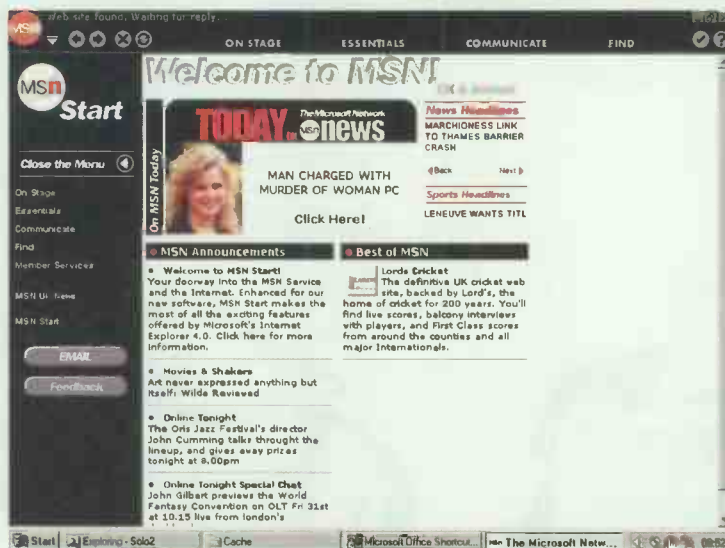 Web site found. Waiting for reply...
MSn
ON STAGE ESSENTIALS COMMUNICATE FIND
Welcome to MSN!
MSn
Start
Close the Menu
On Stage
Essentials
Communicate
Find
Member Services
MSN UK News
MSN Start
EMAIL
Feedback
On MSN Today
TODAY on The Microsoft Network msn news
MAN CHARGED WITH
MURDER OF WOMAN PC
Click Here!
News Headlines
MARCHIONESS LINK
TO THAMES BARRIER
CRASH
Back Next
Sports Headlines
LENEUVE WANTS TITL
MSN Announcements
Welcome to MSN Start!
Your doorway into the MSN Service
and the Internet. Enhanced for our
new software, MSN Start makes the
most of all the exciting features
offered by Microsoft's Internet
Explorer 4.0. Click here for more
information.
Movies & Shakers
Art never expressed anything but
itself: Wilde Reviewed
Online Tonight
The Oris Jazz Festival's director
John Cumming talks throught the
lineup, and gives away prizes
tonight at 8.00pm
Online Tonight Special Chat
John Gilbert previews the World
Fantasy Convention on OLT Fri 31st
at 10.15 live from london's
Best of MSN
Lords Cricket
The definitive UK cricket web
site, backed by Lord's, the
home of cricket for 200 years. You'll
find live scores, balcony interviews
with players, and First Class scores
from around the counties and all
major Internationals.
Start Exploring - Solo2 Cache Microsoft Office Shortcut... The Microsoft Netw...